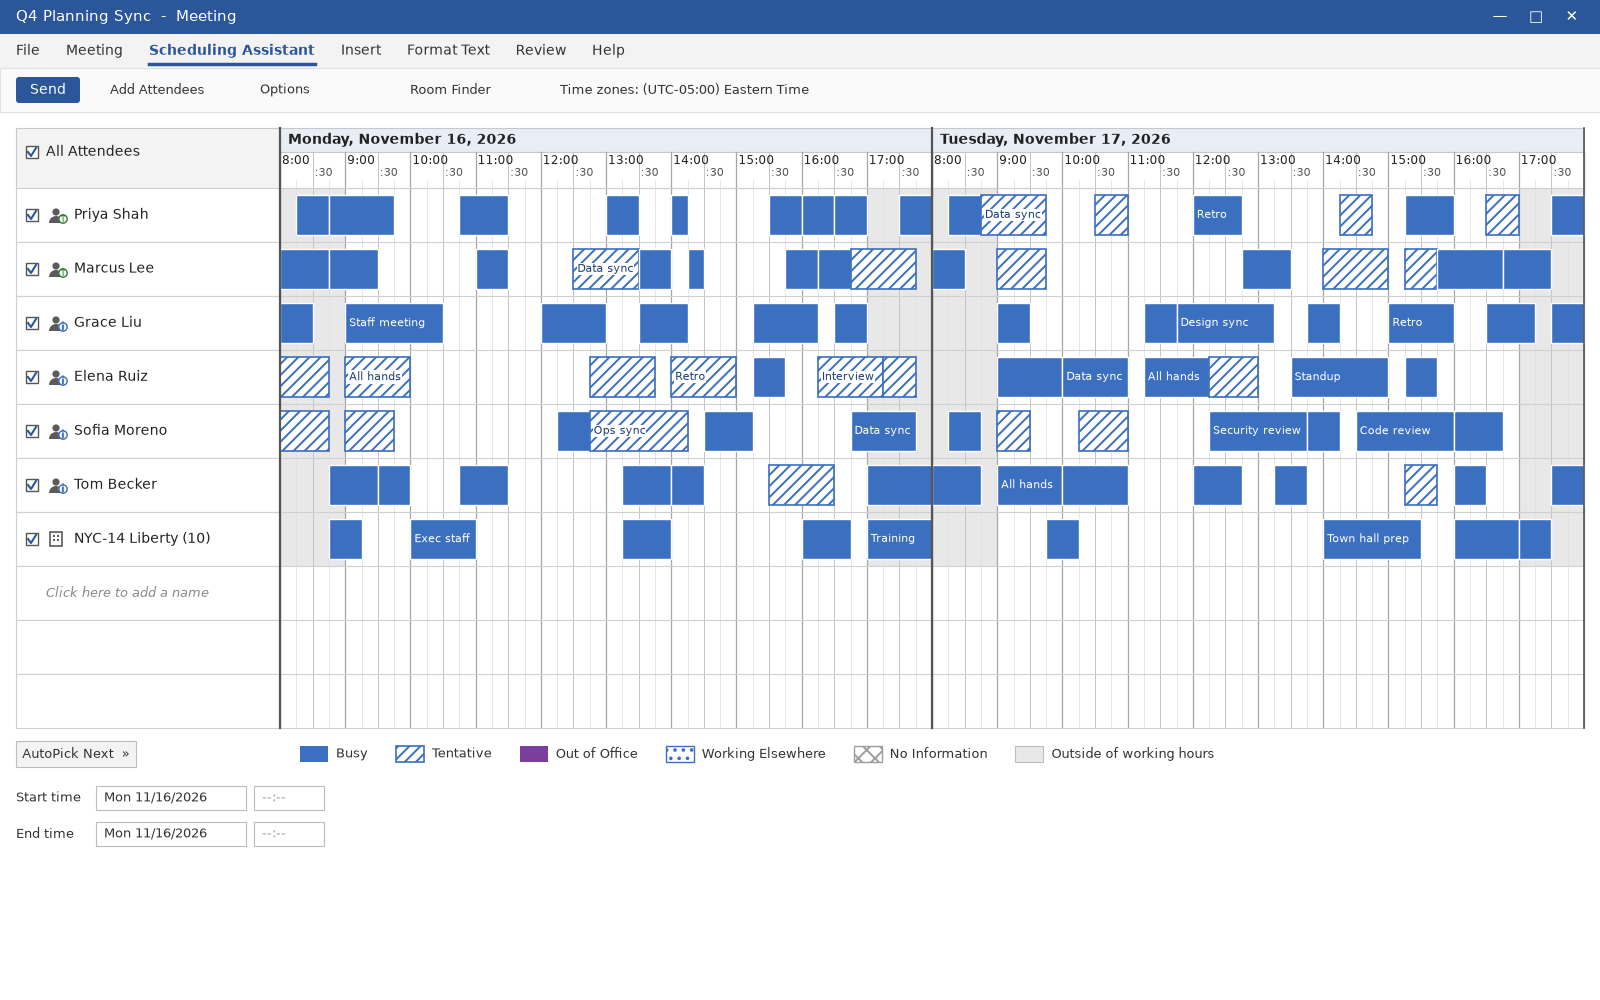 Q4 Planning Sync - Meeting
File Meeting Scheduling Assistant Insert Format Text Review Help
Send Add Attendees Options Room Finder Time zones: (UTC-05:00) Eastern Time
Monday, November 16, 2026 Tuesday, November 17, 2026
All Attendees
8:00 9:00 10:00 11:00 12:00 13:00 14:00 15:00 16:00 17:00 8:00 9:00 10:00 11:00 12:00 13:00 14:00 15:00 16:00 17:00
:30 :30 :30 :30 :30 :30 :30 :30 :30 :30 :30 :30 :30 :30 :30 :30 :30 :30 :30 :30
Priya Shah Data sync Retro
Marcus Lee Data sync
Grace Liu Staff meeting Design sync Retro
Elena Ruiz All hands Retro Interview Data sync All hands Standup
Sofia Moreno Ops sync Data sync Security review Code review
Tom Becker All hands
NYC-14 Liberty (10) Exec staff Training Town hall prep
Click here to add a name
AutoPick Next » Busy Tentative Out of Office Working Elsewhere No Information Outside of working hours
Start time Mon 11/16/2026 --:--
End time Mon 11/16/2026 --:--